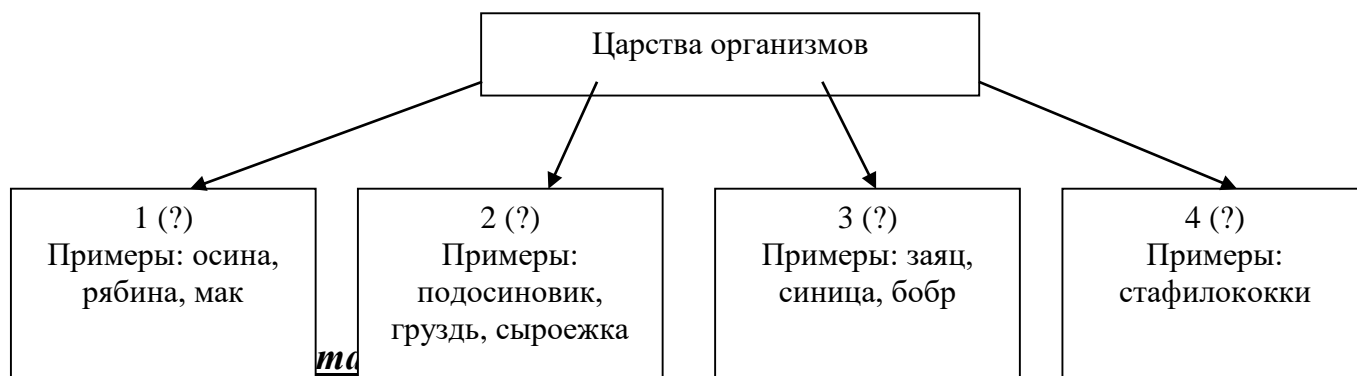 Царства организмов
1 (?)
Примеры: осина,
рябина, мак
2 (?)
Примеры:
подосиновик,
груздь, сыроежка
3 (?)
Примеры: заяц,
синица, бобр
4 (?)
Примеры:
стафилококки